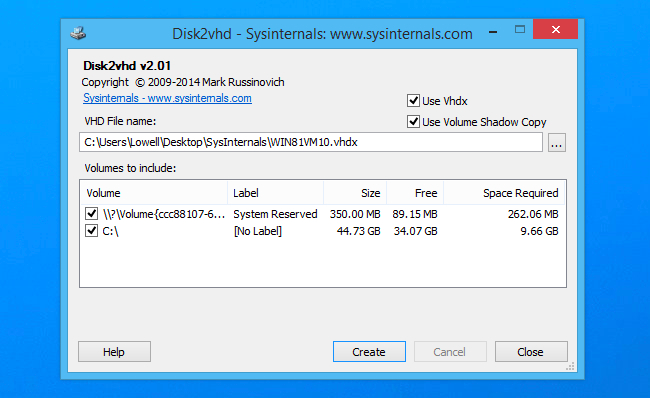 Disk2vhd - Sysinternals: www.sysinternals.com
Disk2vhd v2.01
Copyright © 2009-2014 Mark Russinovich
Sysinternals - www.sysinternals.com
Use Vhdx
VHD File name:
Use Volume Shadow Copy
C:\Users\Lowell\Desktop\SysInternals\WIN81VM10.vhdx
...
Volumes to include:
Volume Label Size Free Space Required
\\?\Volume{ccc88107-6... System Reserved 350.00 MB 89.15 MB 262.06 MB
C:\ [No Label] 44.73 GB 34.07 GB 9.66 GB
Help Create Cancel Close